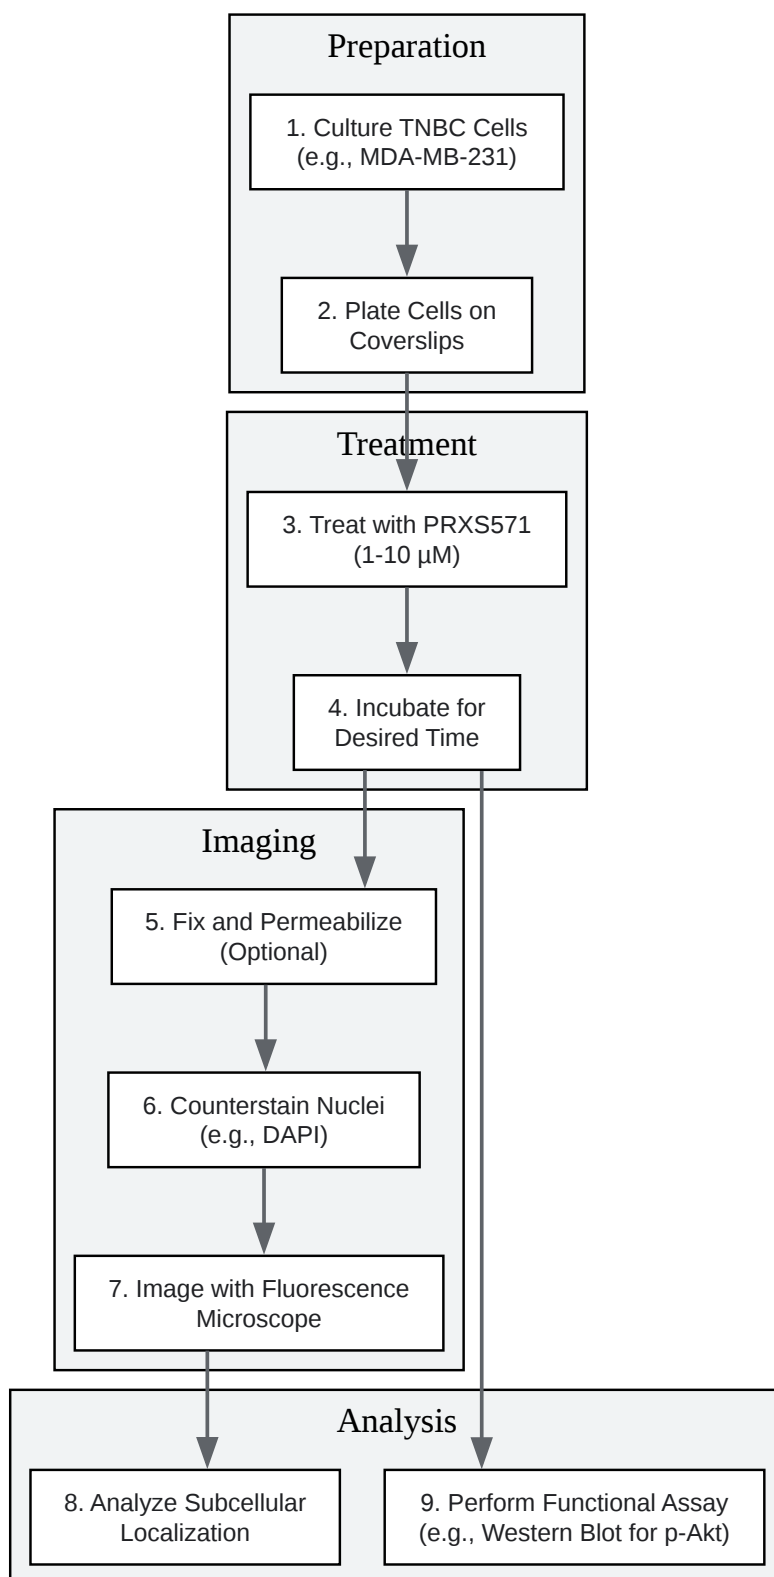 Preparation
1. Culture TNBC Cells
(e.g., MDA-MB-231)
2. Plate Cells on
Coverslips
Treatment
3. Treat with PRXS571
(1-10 µM)
4. Incubate for
Desired Time
Imaging
5. Fix and Permeabilize
(Optional)
6. Counterstain Nuclei
(e.g., DAPI)
7. Image with Fluorescence
Microscope
Analysis
8. Analyze Subcellular
Localization
9. Perform Functional Assay
(e.g., Western Blot for p-Akt)